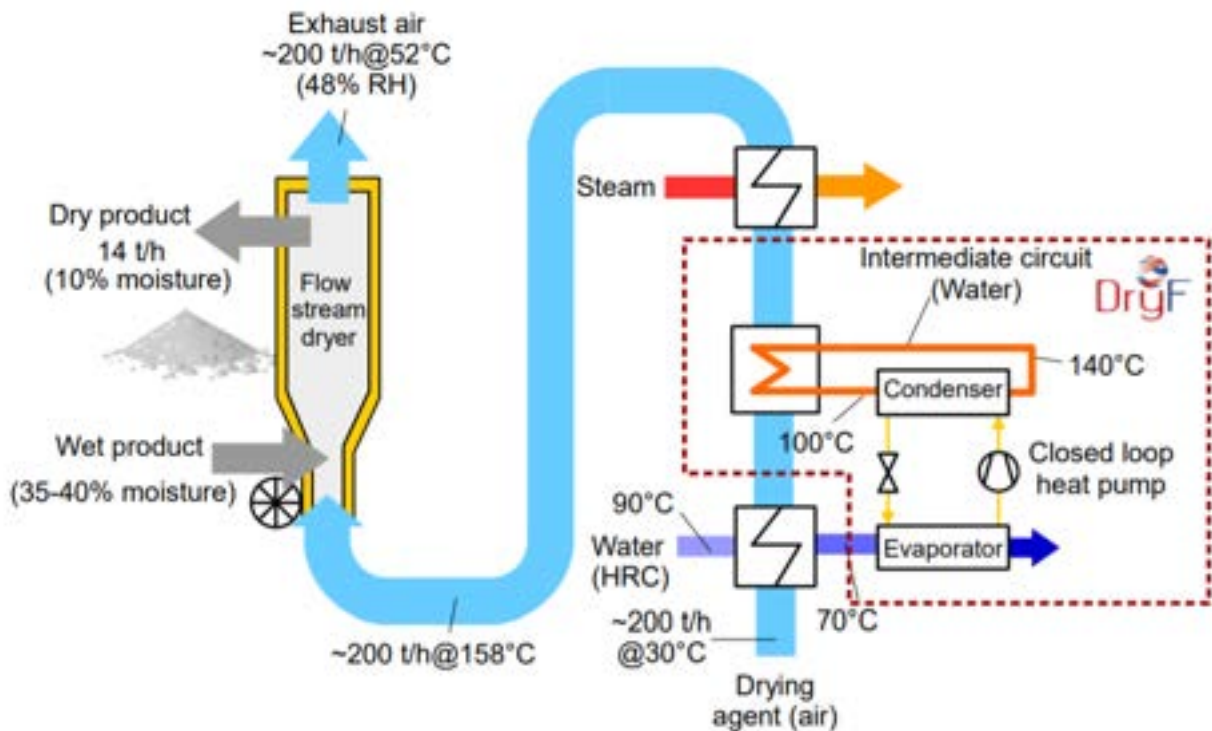 Exhaust air
~200 t/h@52°C
(48% RH)
Dry product
14 t/h
(10% moisture)
Flow
stream
dryer
Wet product
(35-40% moisture)
~200 t/h@158°C
Steam
Intermediate circuit
(Water)
DryF
140°C
Condenser
100°C
Closed loop
heat pump
90°C
Water
(HRC)
Evaporator
70°C
~200 t/h
@30°C
Drying
agent (air)